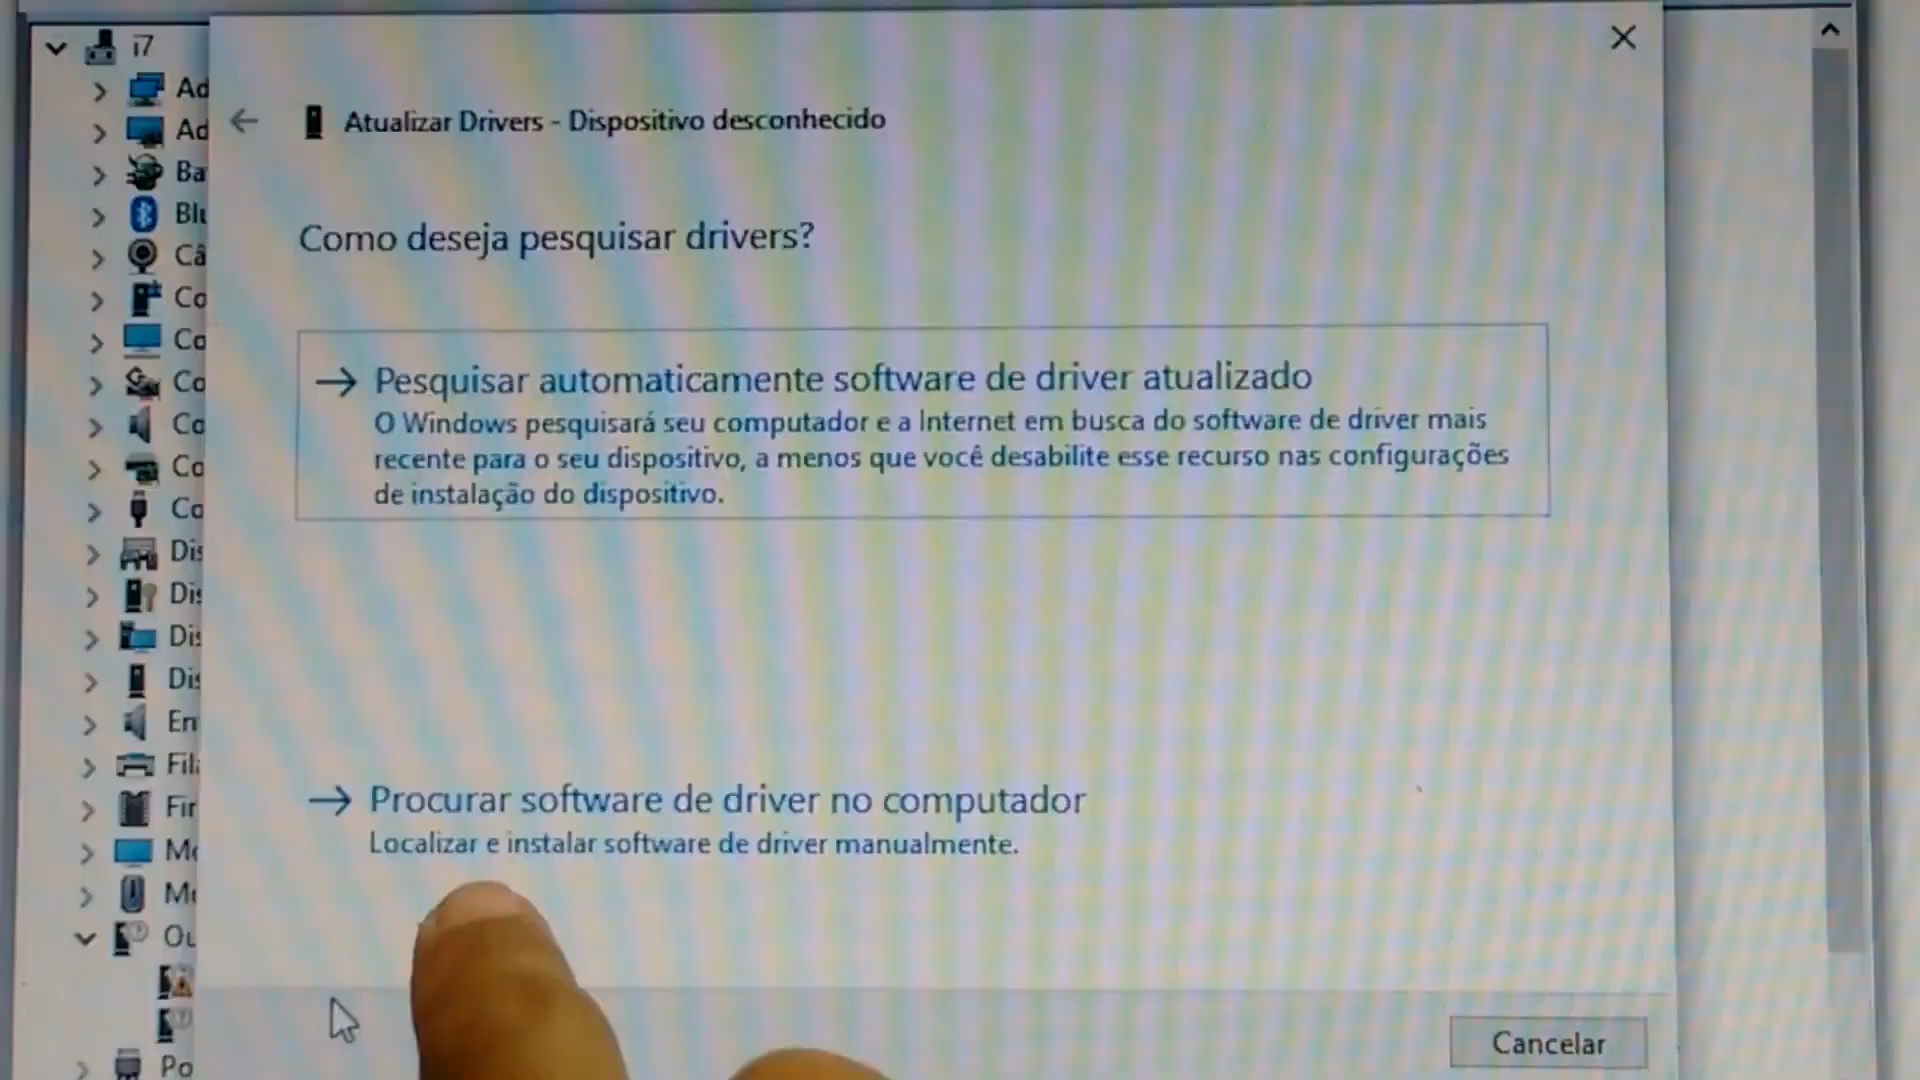 i7
Ad
Ad
Ba
Blu
Câ
Co
Co
Co
Co
Co
Co
Dis
Dis
Dis
Dis
En
Fila
Fir
Mo
Mo
Ou
Po
Atualizar Drivers - Dispositivo desconhecido
Como deseja pesquisar drivers?
Pesquisar automaticamente software de driver atualizado
O Windows pesquisará seu computador e a Internet em busca do software de driver mais
recente para o seu dispositivo, a menos que você desabilite esse recurso nas configurações
de instalação do dispositivo.
Procurar software de driver no computador
Localizar e instalar software de driver manualmente.
Cancelar